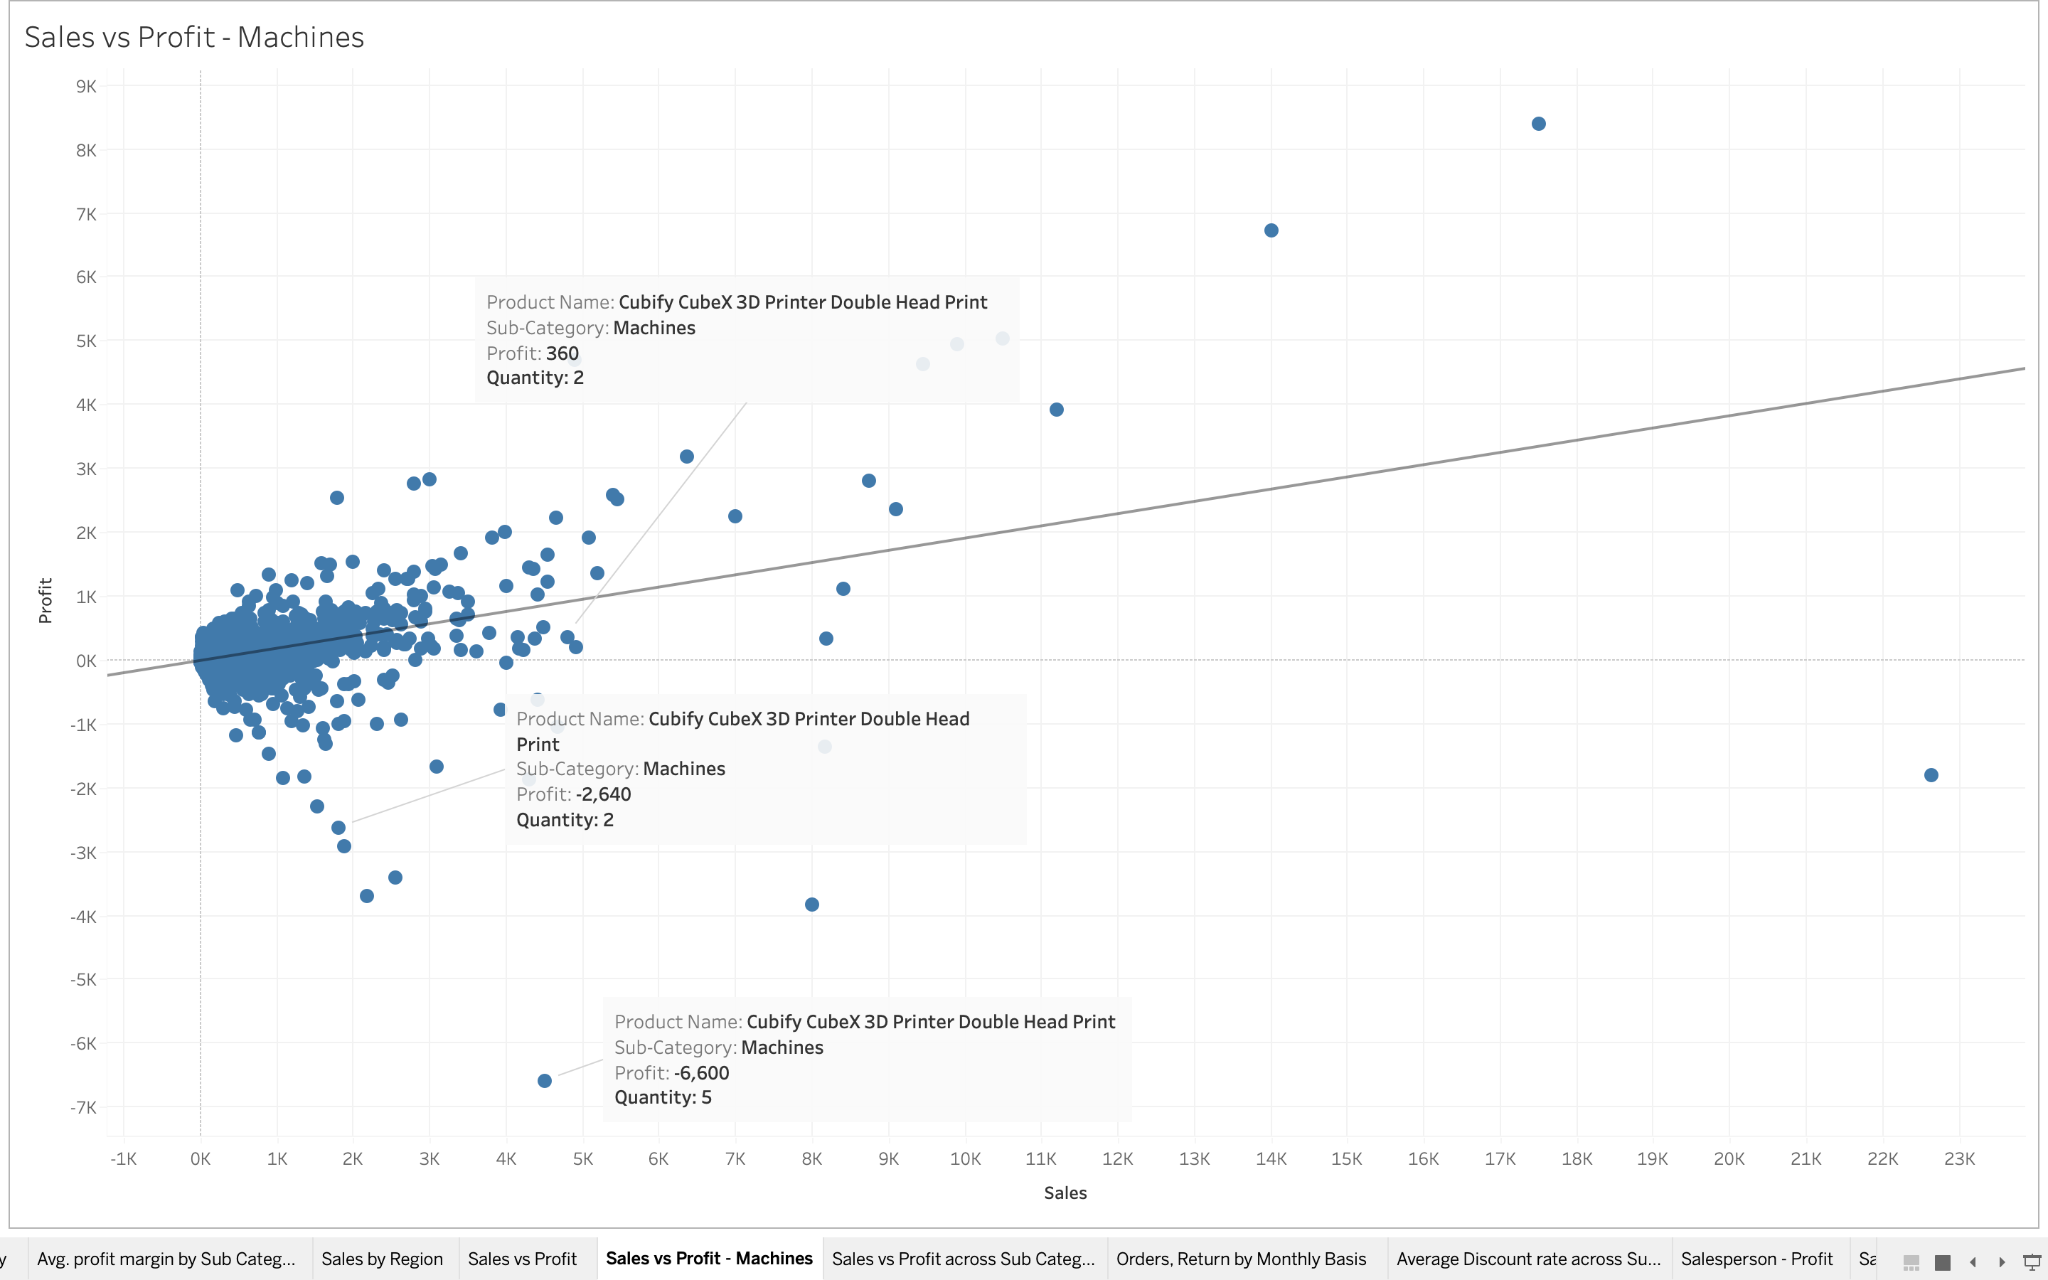 Sales vs Profit - Machines
9K
8K
7K
6K
5K
4K
3K
2K
1K
0K
-1K
-2K
-3K
-4K
-5K
-6K
-7K
Profit
Product Name: Cubify CubeX 3D Printer Double Head Print
Sub-Category: Machines
Profit: 360
Quantity: 2
Product Name: Cubify CubeX 3D Printer Double Head
Print
Sub-Category: Machines
Profit: -2,640
Quantity: 2
Product Name: Cubify CubeX 3D Printer Double Head Print
Sub-Category: Machines
Profit: -6,600
Quantity: 5
-1K 0K 1K 2K 3K 4K 5K 6K 7K 8K 9K 10K 11K 12K 13K 14K 15K 16K 17K 18K 19K 20K 21K 22K 23K
Sales
y Avg. profit margin by Sub Categ... Sales by Region Sales vs Profit Sales vs Profit - Machines Sales vs Profit across Sub Categ... Orders, Return by Monthly Basis Average Discount rate across Su... Salesperson - Profit Sa